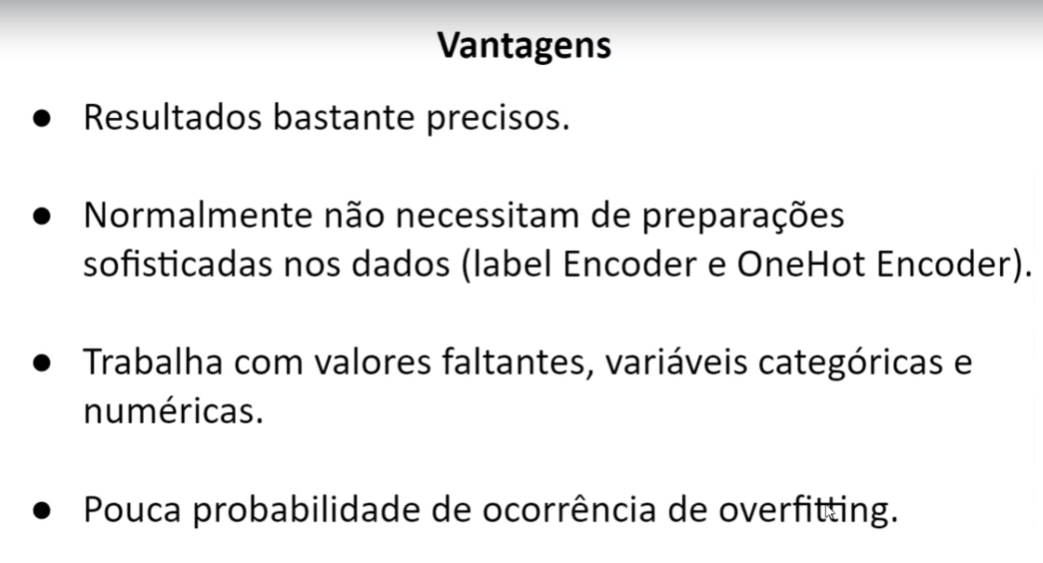 Vantagens
● Resultados bastante precisos.
● Normalmente não necessitam de preparações
sofisticadas nos dados (label Encoder e OneHot Encoder).
● Trabalha com valores faltantes, variáveis categóricas e
numéricas.
● Pouca probabilidade de ocorrência de overfitting.